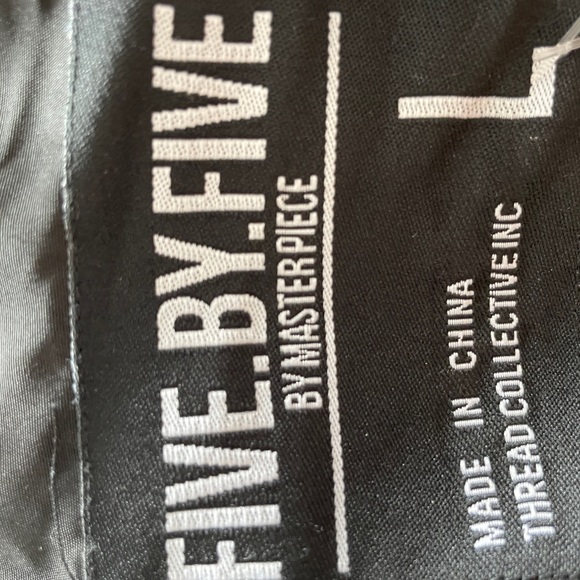 FIVE.BY.FIVE
BY MASTERPIECE
L
MADE IN CHINA
THREAD COLLECTIVE INC